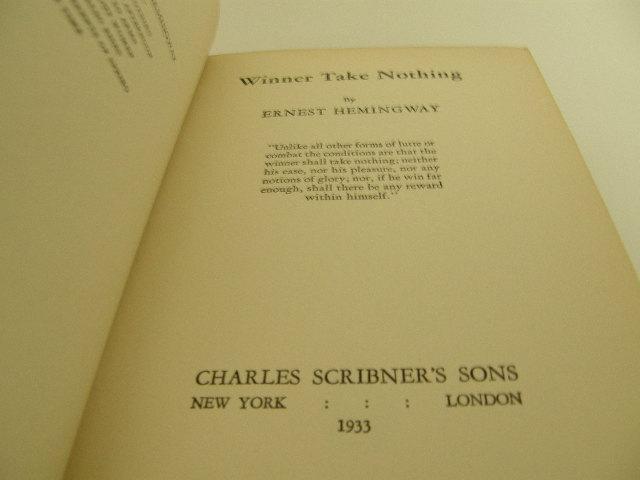 Winner Take Nothing
By
ERNEST HEMINGWAY
"Unlike all other forms of lutte or
combat the conditions are that the
winner shall take nothing; neither
his ease, nor his pleasure, nor any
notions of glory; nor, if he win far
enough, shall there be any reward
within himself."
CHARLES SCRIBNER'S SONS
NEW YORK : : : LONDON
1933